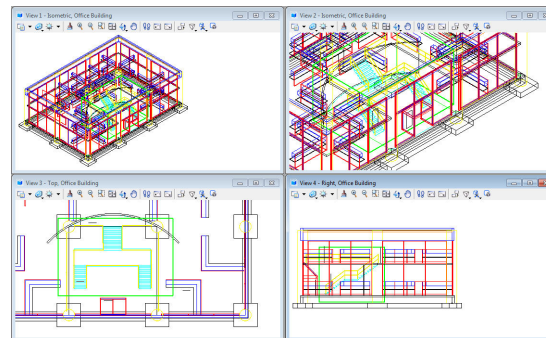 View 1 - Isometric, Office Building
View 2 - Isometric, Office Building
View 3 - Top, Office Building
View 4 - Right, Office Building